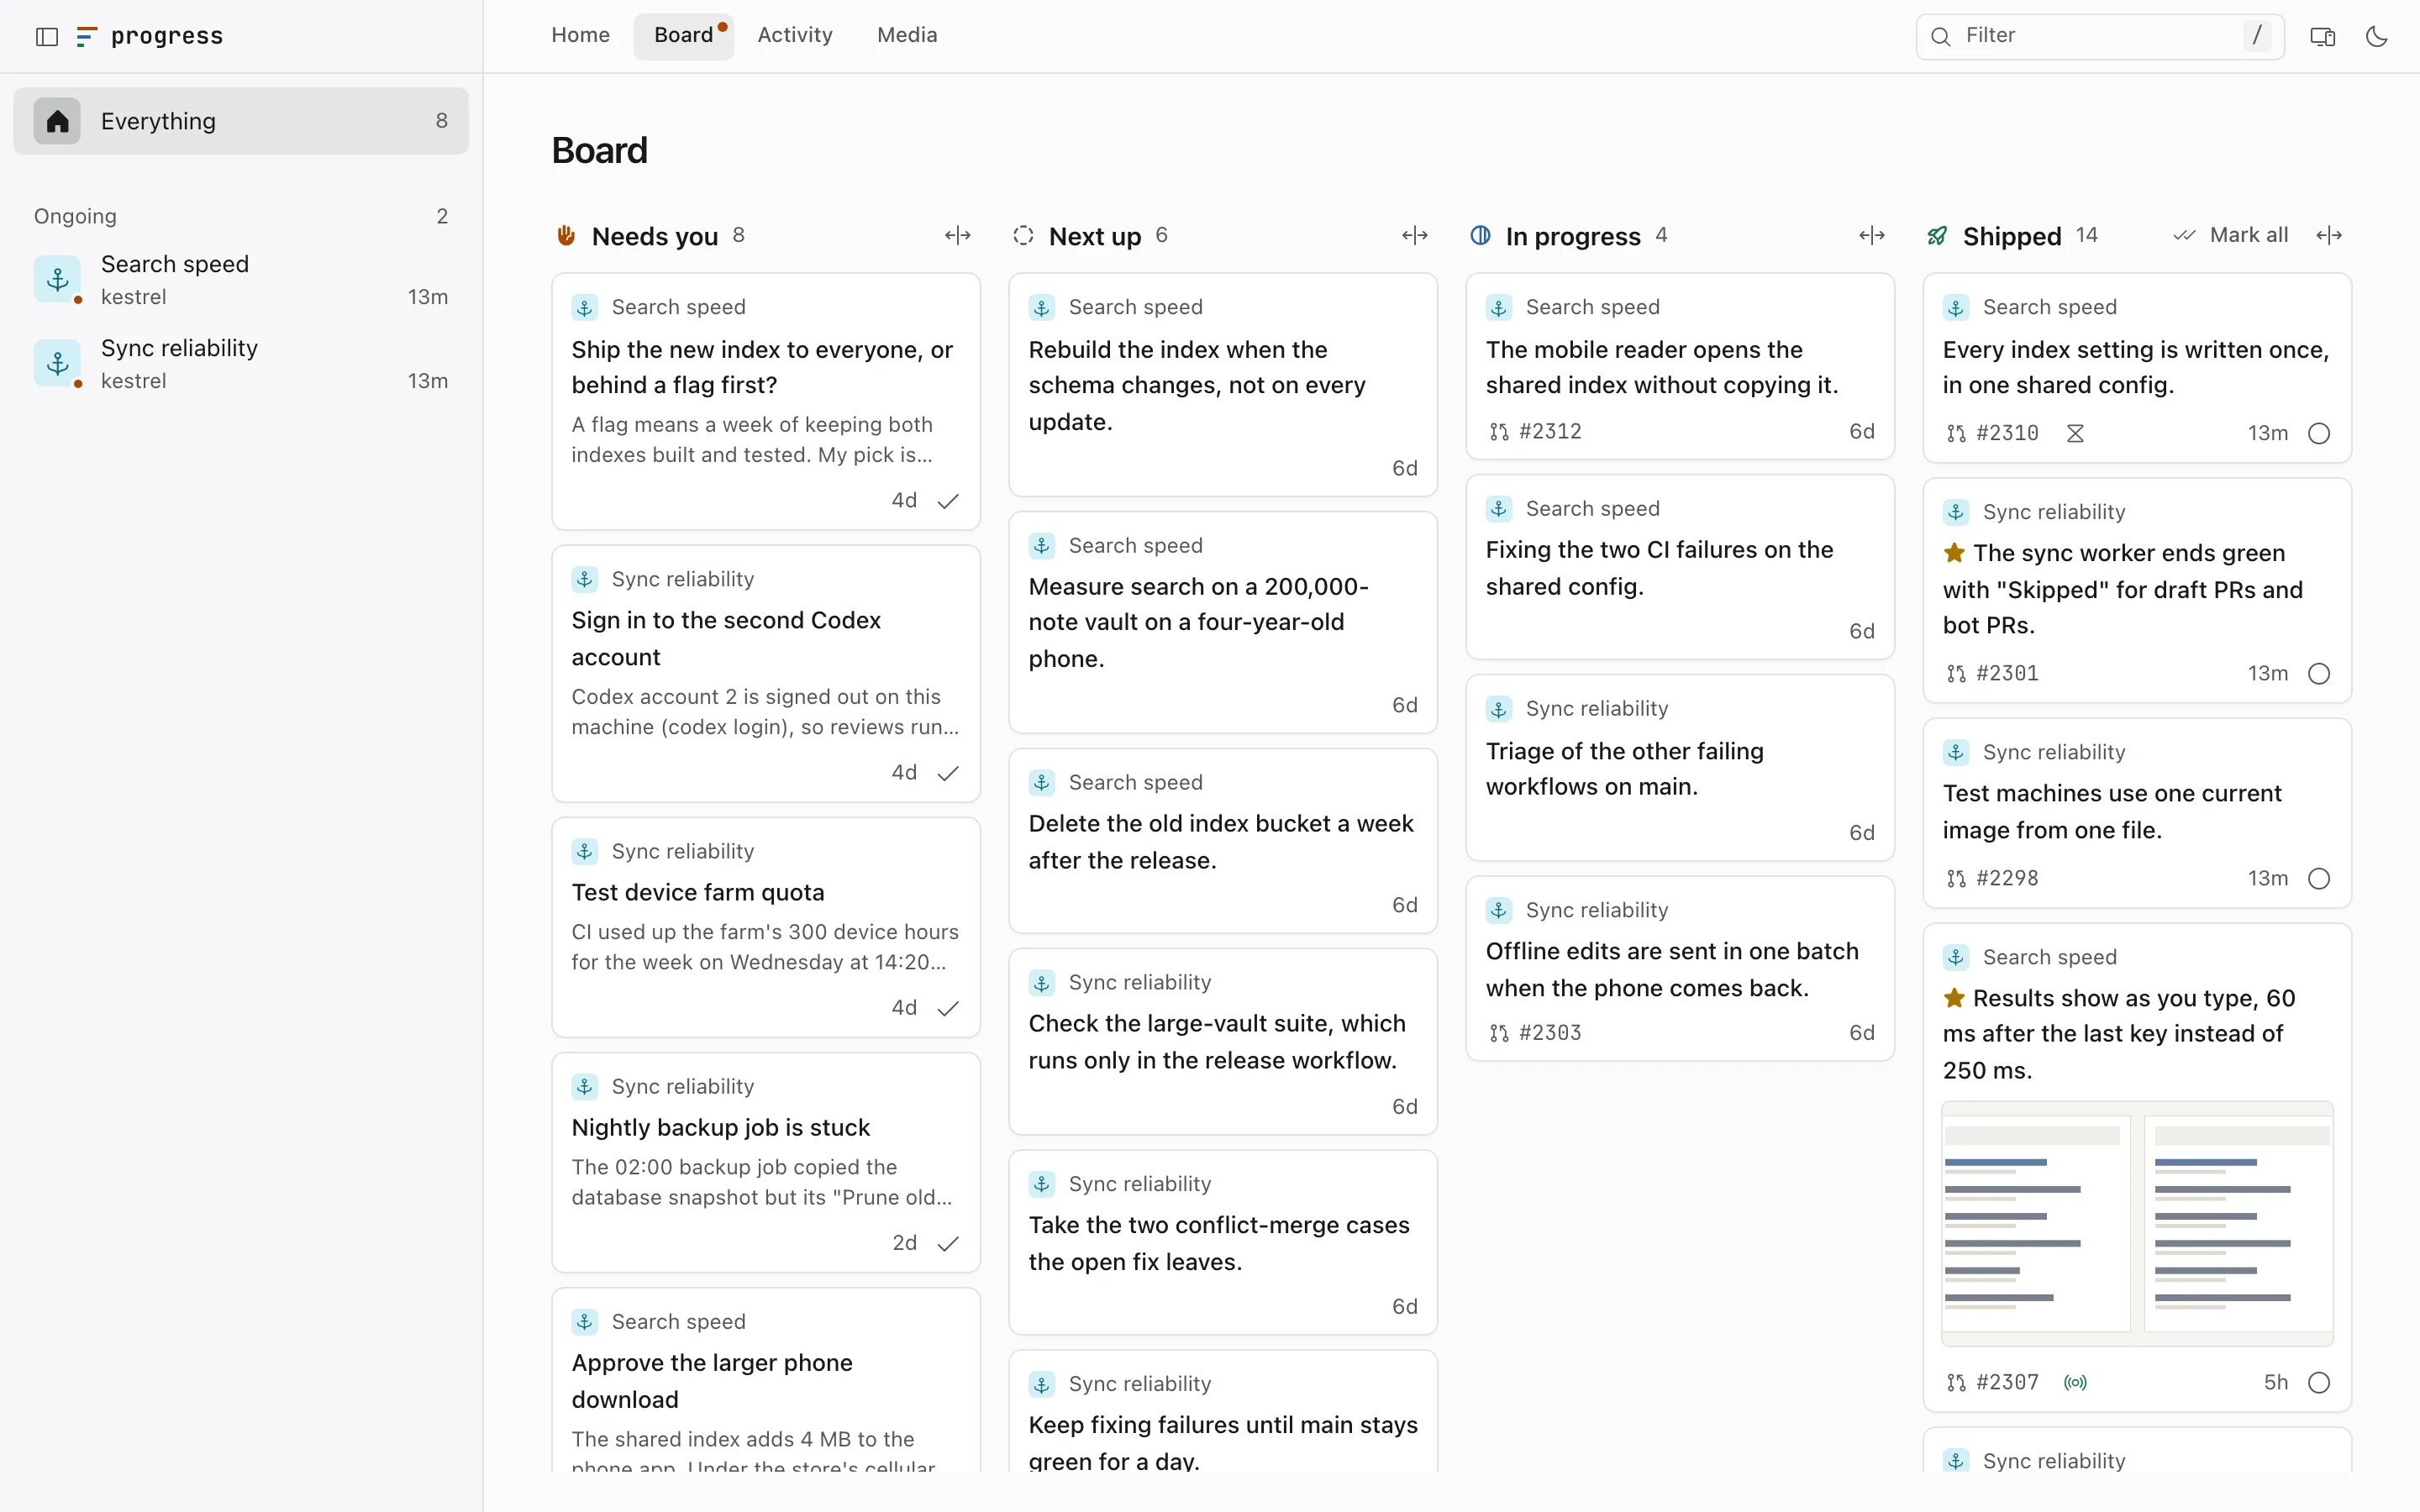 progress
Home
Board
Activity
Media
Filter
/
Everything
8
Ongoing
2
Search speed
kestrel
13m
Sync reliability
kestrel
13m
Board
Needs you
8
Search speed
Ship the new index to everyone, or
behind a flag first?
A flag means a week of keeping both
indexes built and tested. My pick is...
4d
Sync reliability
Sign in to the second Codex
account
Codex account 2 is signed out on this
machine (codex login), so reviews run...
4d
Sync reliability
Test device farm quota
CI used up the farm's 300 device hours
for the week on Wednesday at 14:20...
4d
Sync reliability
Nightly backup job is stuck
The 02:00 backup job copied the
database snapshot but its "Prune old...
2d
Search speed
Approve the larger phone
download
The shared index adds 4 MB to the
phone app. Under the store's cellular
Next up
6
Search speed
Rebuild the index when the
schema changes, not on every
update.
6d
Search speed
Measure search on a 200,000-
note vault on a four-year-old
phone.
6d
Search speed
Delete the old index bucket a week
after the release.
6d
Sync reliability
Check the large-vault suite, which
runs only in the release workflow.
6d
Sync reliability
Take the two conflict-merge cases
the open fix leaves.
6d
Sync reliability
Keep fixing failures until main stays
green for a day.
In progress
4
Search speed
The mobile reader opens the
shared index without copying it.
#2312
6d
Search speed
Fixing the two CI failures on the
shared config.
6d
Sync reliability
Triage of the other failing
workflows on main.
6d
Sync reliability
Offline edits are sent in one batch
when the phone comes back.
#2303
6d
Shipped
14
Mark all
Search speed
Every index setting is written once,
in one shared config.
#2310
13m
Sync reliability
The sync worker ends green
with "Skipped" for draft PRs and
bot PRs.
#2301
13m
Sync reliability
Test machines use one current
image from one file.
#2298
13m
Search speed
Results show as you type, 60
ms after the last key instead of
250 ms.
#2307
5h
Sync reliability